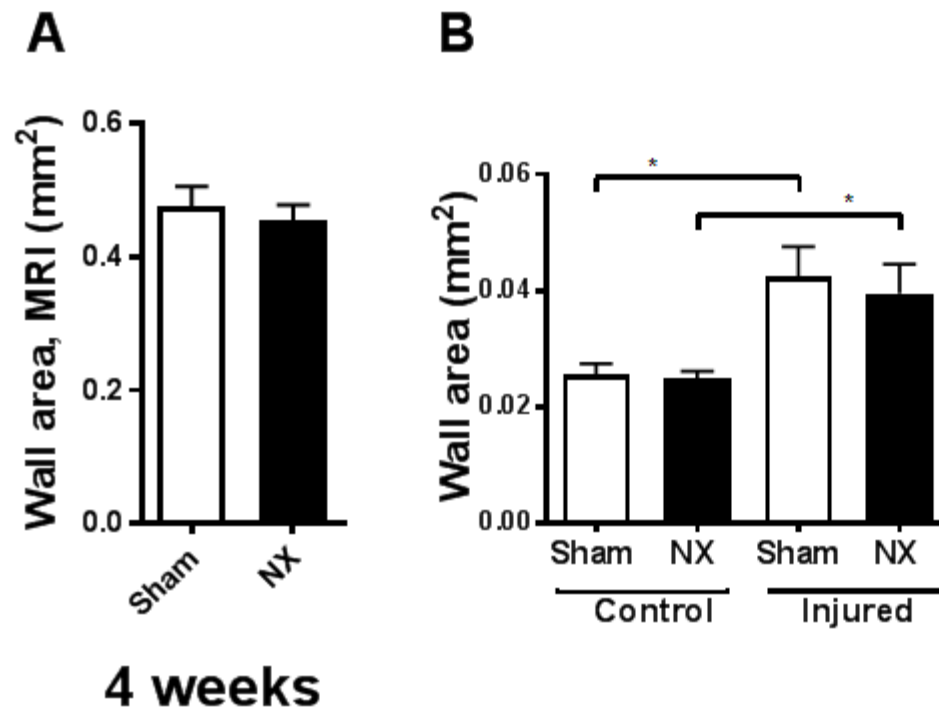 A
B
Wall area, MRI (mm²)
0.6
0.4
0.2
0.0
Sham
NX
4 weeks
Wall area (mm²)
0.06
0.04
0.02
0.00
*
*
Sham NX Sham NX
Control Injured